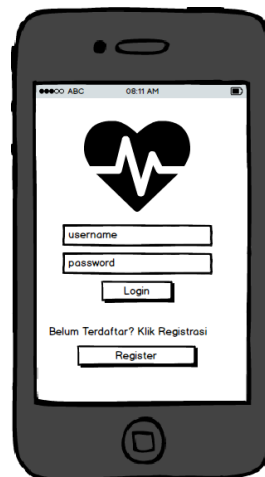 ABC 08:11 AM
username
password
Login
Belum Terdaftar? Klik Registrasi
Register